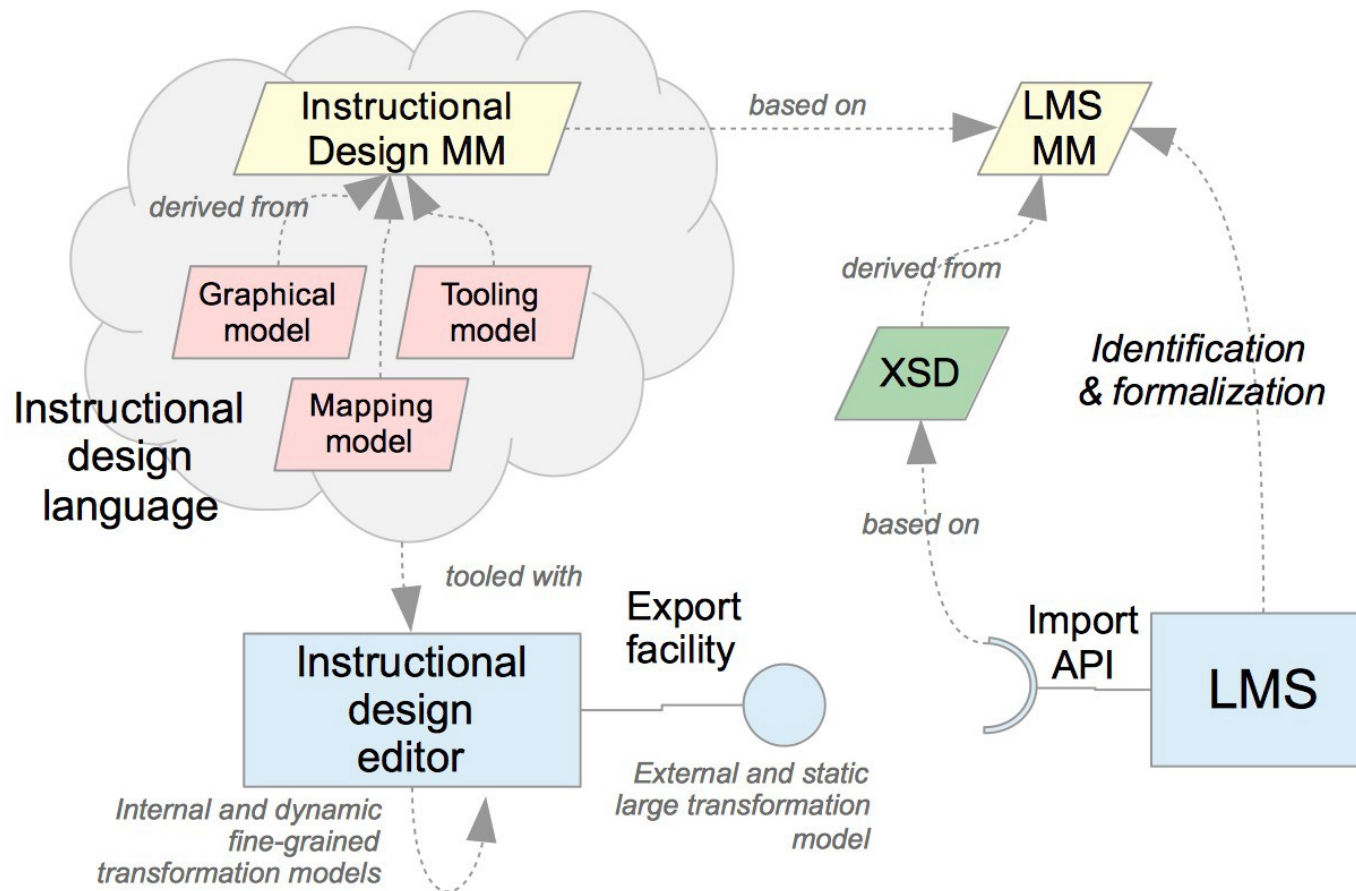 Instructional
Design MM
based on
LMS
MM
derived from
Graphical
model
Tooling
model
Mapping
model
Instructional
design
language
derived from
XSD
Identification
& formalization
based on
tooled with
Instructional
design
editor
Export
facility
Import
API
LMS
Internal and dynamic
fine-grained
transformation models
External and static
large transformation
model